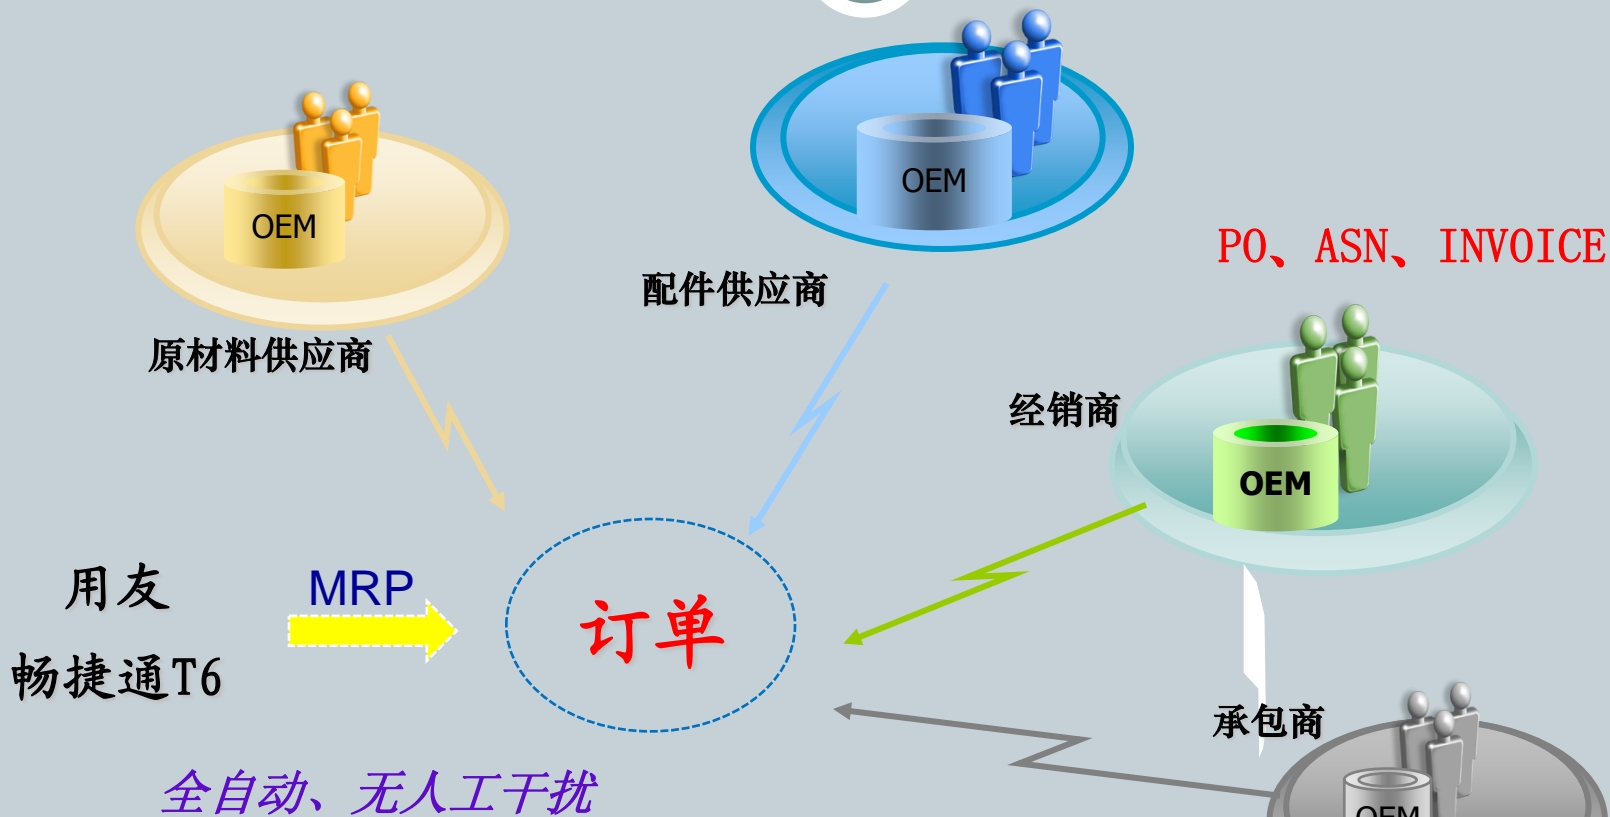 OEM
配件供应商
OEM
原材料供应商
PO、ASN、INVOICE
经销商
OEM
用友
畅捷通T6
MRP
订单
承包商
OEM
全自动、无人工干扰